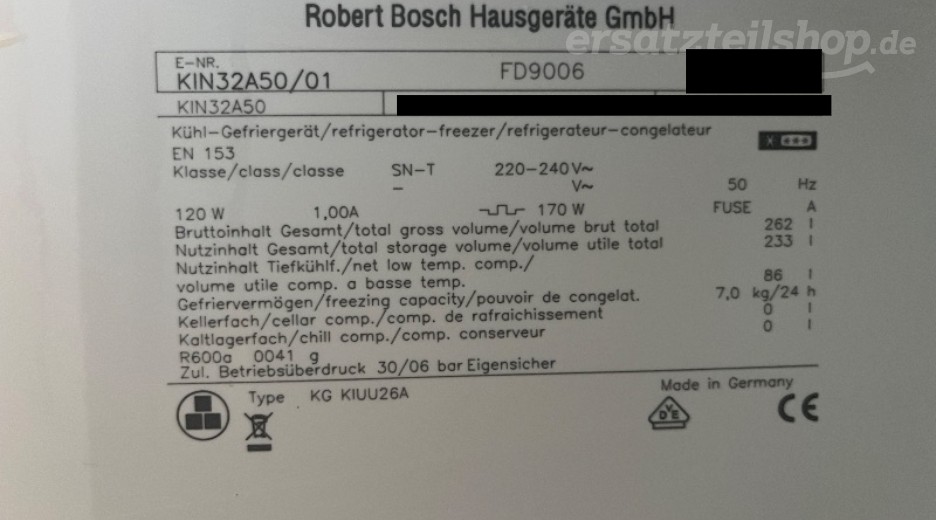 Robert Bosch Hausgeräte GmbH
ersatzteilshop.de
E-NR.
KIN32A50/01 FD9006
KIN32A50
Kühl-Gefriergerät/refrigerator-freezer/refrigerateur-congelateur
EN 153
Klasse/class/classe SN-T 220-240V~
- V~ 50 Hz
120 W 1,00A 170 W FUSE A
Bruttoinhalt Gesamt/total gross volume/volume brut total 262 l
Nutzinhalt Gesamt/total storage volume/volume utile total 233 l
Nutzinhalt Tiefkühlf./net low temp. comp./
volume utile comp. a basse temp. 86 l
Gefriervermögen/freezing capacity/pouvoir de congelat. 7,0 kg/24 h
Kellerfach/cellar comp./comp. de rafraichissement 0 l
Kaltlagerfach/chill comp./comp. conserveur 0 l
R600a 0041 g
Zul. Betriebsüberdruck 30/06 bar Eigensicher
Type KG KIUU26A Made in Germany
DVE CE